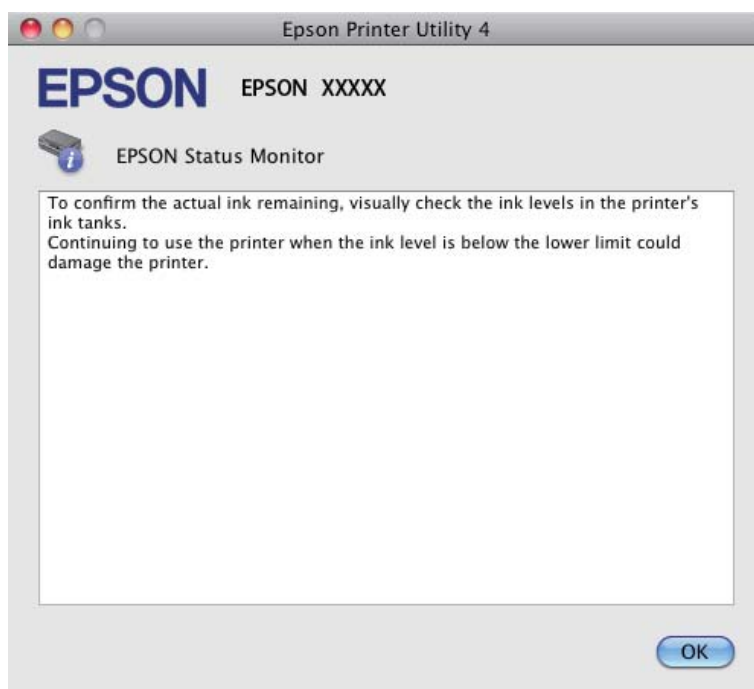 Epson Printer Utility 4
EPSON EPSON XXXXX
EPSON Status Monitor
To confirm the actual ink remaining, visually check the ink levels in the printer's
ink tanks.
Continuing to use the printer when the ink level is below the lower limit could
damage the printer.
OK